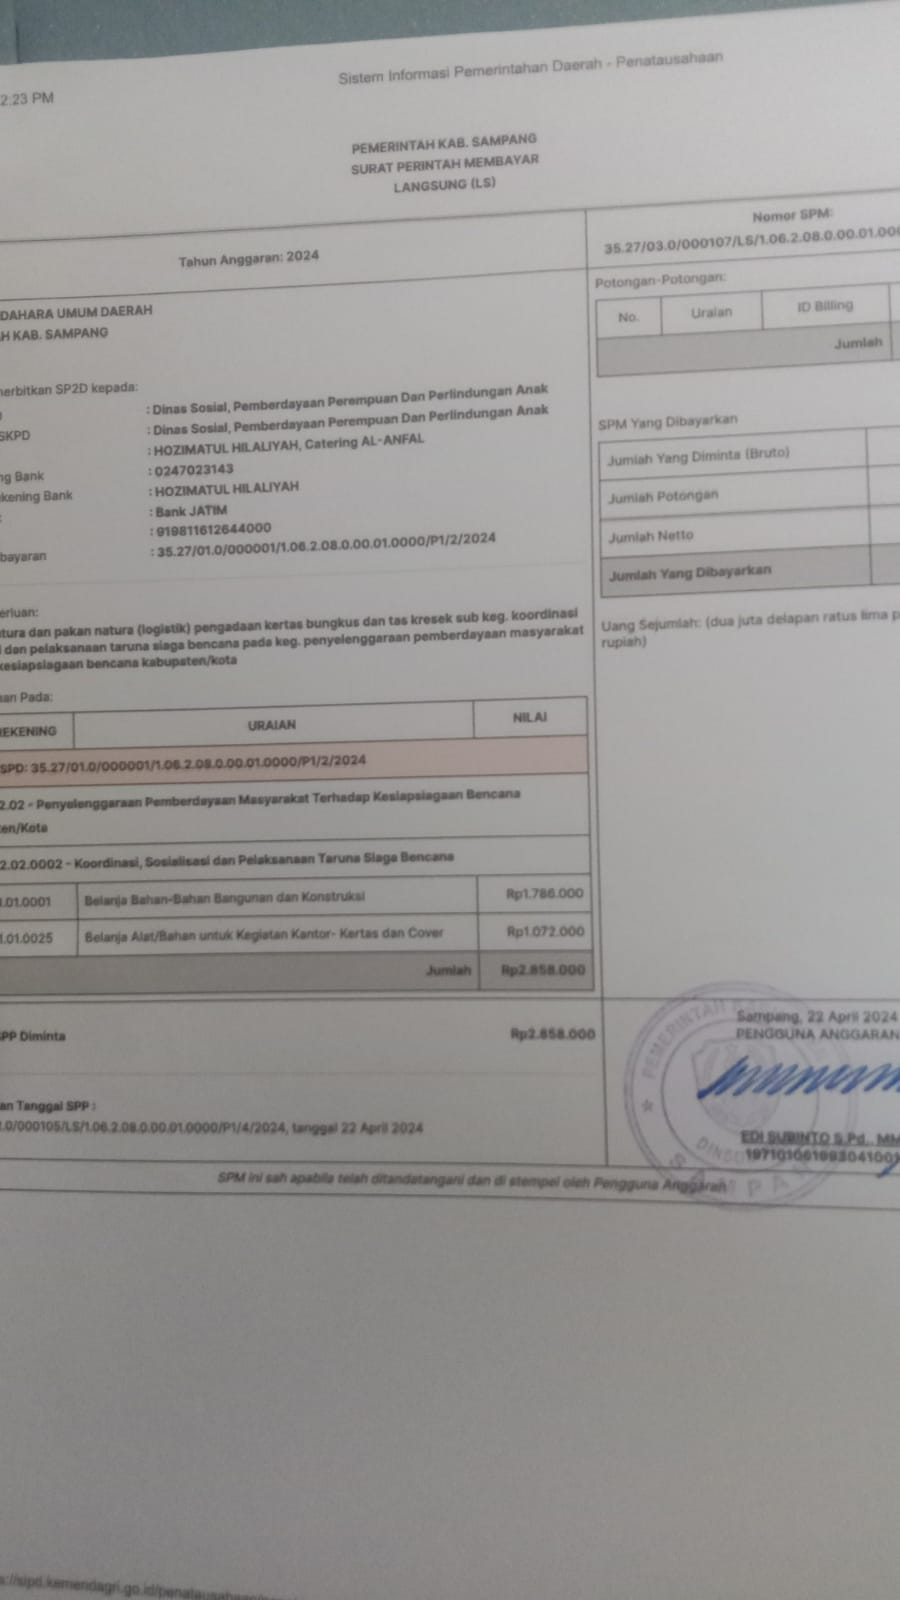 2:23 PM
Sistem Informasi Pemerintahan Daerah - Penatausahaan
PEMERINTAH KAB. SAMPANG
SURAT PERINTAH MEMBAYAR
LANGSUNG (LS)
Tahun Anggaran: 2024
Nomor SPM:
35.27/03.0/000107/LS/1.06.2.08.0.00.01.000
DAHARA UMUM DAERAH
H KAB. SAMPANG
nerbitkan SP2D kepada:
: Dinas Sosial, Pemberdayaan Perempuan Dan Perlindungan Anak
SKPD : Dinas Sosial, Pemberdayaan Perempuan Dan Perlindungan Anak
: HOZIMATUL HILALIYAH, Catering AL-ANFAL
ng Bank : 0247023143
kening Bank : HOZIMATUL HILALIYAH
: Bank JATIM
: 919811612644000
bayaran : 35.27/01.0/000001/1.06.2.08.0.00.01.0000/P1/2/2024
erluan:
tura dan pakan natura (logistik) pengadaan kertas bungkus dan tas kresek sub keg. koordinasi
dan pelaksanaan taruna siaga bencana pada keg. penyelenggaraan pemberdayaan masyarakat
kesiapsiagaan bencana kabupaten/kota
an Pada:
REKENING URAIAN NILAI
SPD: 35.27/01.0/000001/1.06.2.08.0.00.01.0000/P1/2/2024
2.02 - Penyelenggaraan Pemberdayaan Masyarakat Terhadap Kesiapsiagaan Bencana
en/Kota
2.02.0002 - Koordinasi, Sosialisasi dan Pelaksanaan Taruna Siaga Bencana
1.01.0001 Belanja Bahan-Bahan Bangunan dan Konstruksi Rp1.786.000
1.01.0025 Belanja Alat/Bahan untuk Kegiatan Kantor- Kertas dan Cover Rp1.072.000
Jumlah Rp2.858.000
PP Diminta Rp2.858.000
an Tanggal SPP :
.0/000105/LS/1.06.2.08.0.00.01.0000/P1/4/2024, tanggal 22 April 2024
Potongan-Potongan:
No. Uraian ID Billing
Jumlah
SPM Yang Dibayarkan
Jumlah Yang Diminta (Bruto)
Jumlah Potongan
Jumlah Netto
Jumlah Yang Dibayarkan
Uang Sejumlah: (dua juta delapan ratus lima p
rupiah)
Sampang, 22 April 2024
PENGGUNA ANGGARAN
EDI SUBINTO S.Pd., MM
PEMERINTAH
SAMPANG
SPM ini sah apabila telah ditandatangani dan di stempel oleh Pengguna Anggaran
s://sipd.kemendagri.go.id/penatausahaan